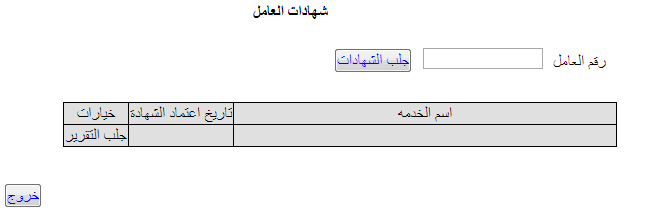 شهادات العامل
رقم العامل جلب الشهادات
اسم الخدمه تاريخ اعتماد الشهادة خيارات
جلب التقرير
خروج